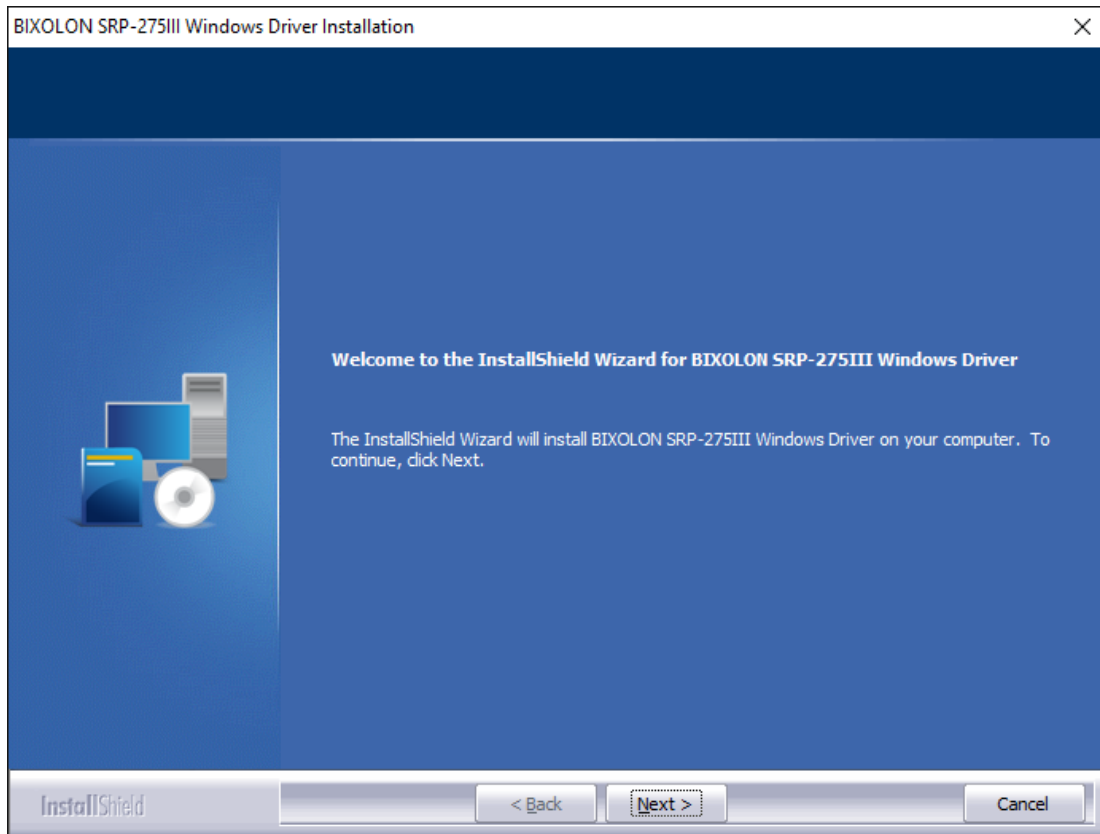 BIXOLON SRP-275III Windows Driver Installation
Welcome to the InstallShield Wizard for BIXOLON SRP-275III Windows Driver
The InstallShield Wizard will install BIXOLON SRP-275III Windows Driver on your computer.  To
continue, click Next.
InstallShield
< Back
Next >
Cancel